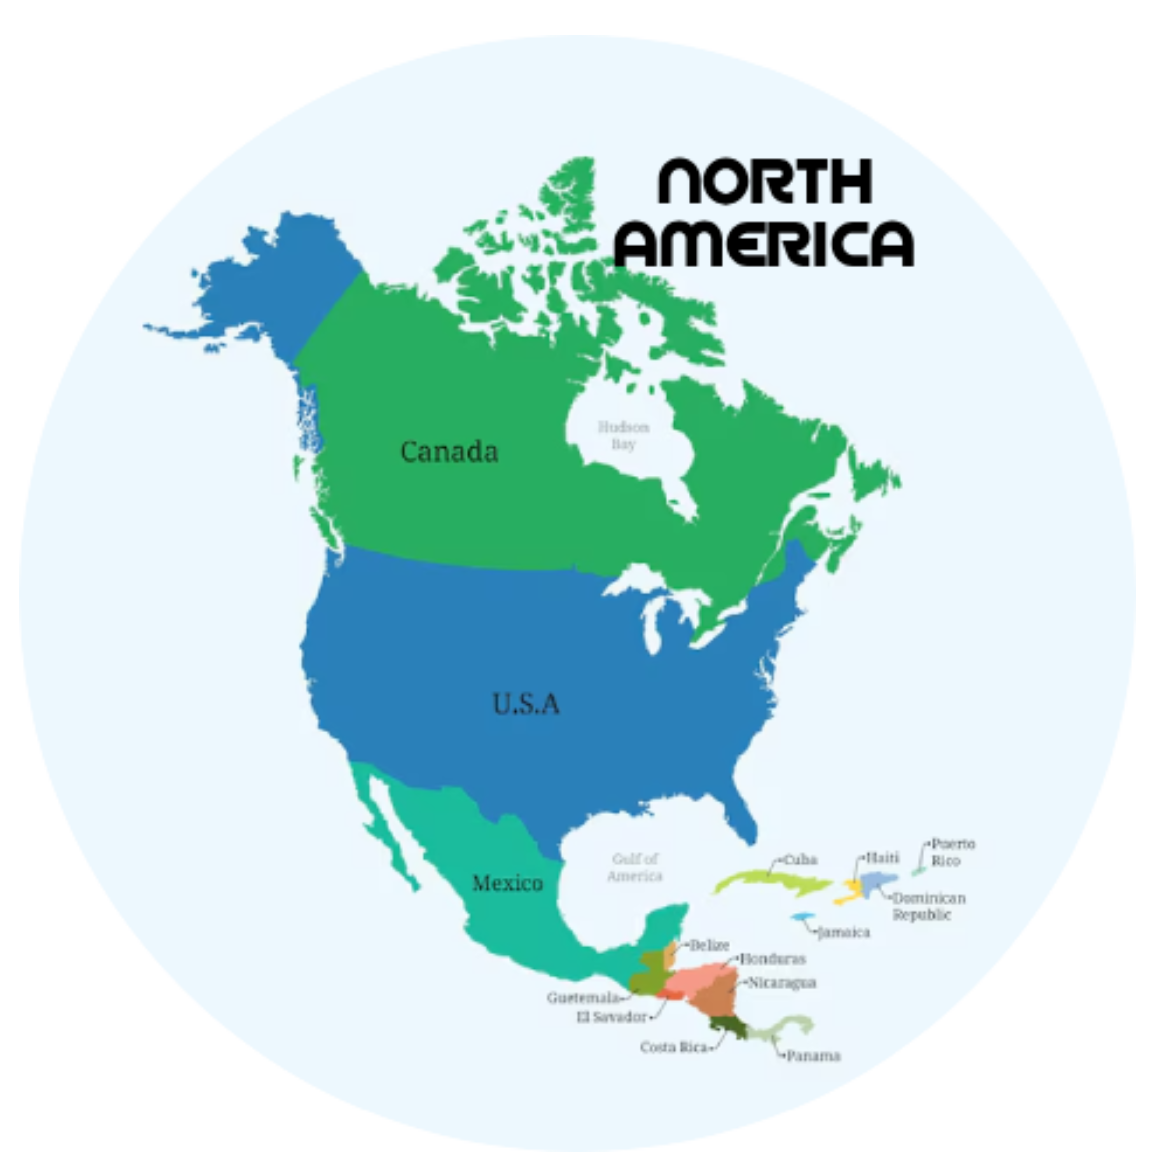 NORTH
AMERICA
Hudson
Bay
Canada
U.S.A
Gulf of
America
Mexico
Cuba
Haiti
Puerto
Rico
Dominican
Republic
Jamaica
Belize
Honduras
Nicaragua
Guetemala
El Savador
Costa Rica
Panama